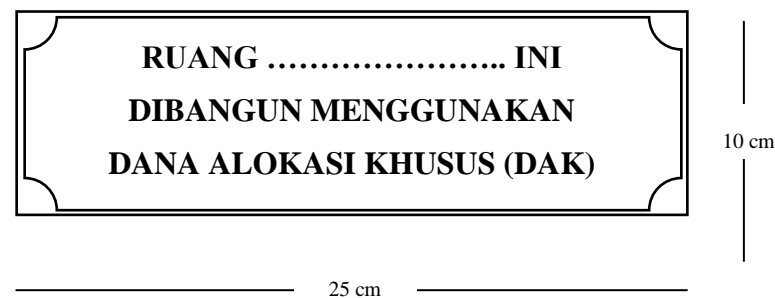 RUANG ………………….. INI
DIBANGUN MENGGUNAKAN
DANA ALOKASI KHUSUS (DAK)
10 cm
25 cm